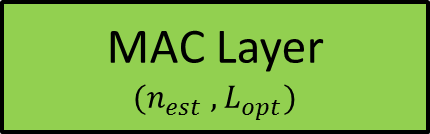 MAC Layer
(n_est , L_opt)